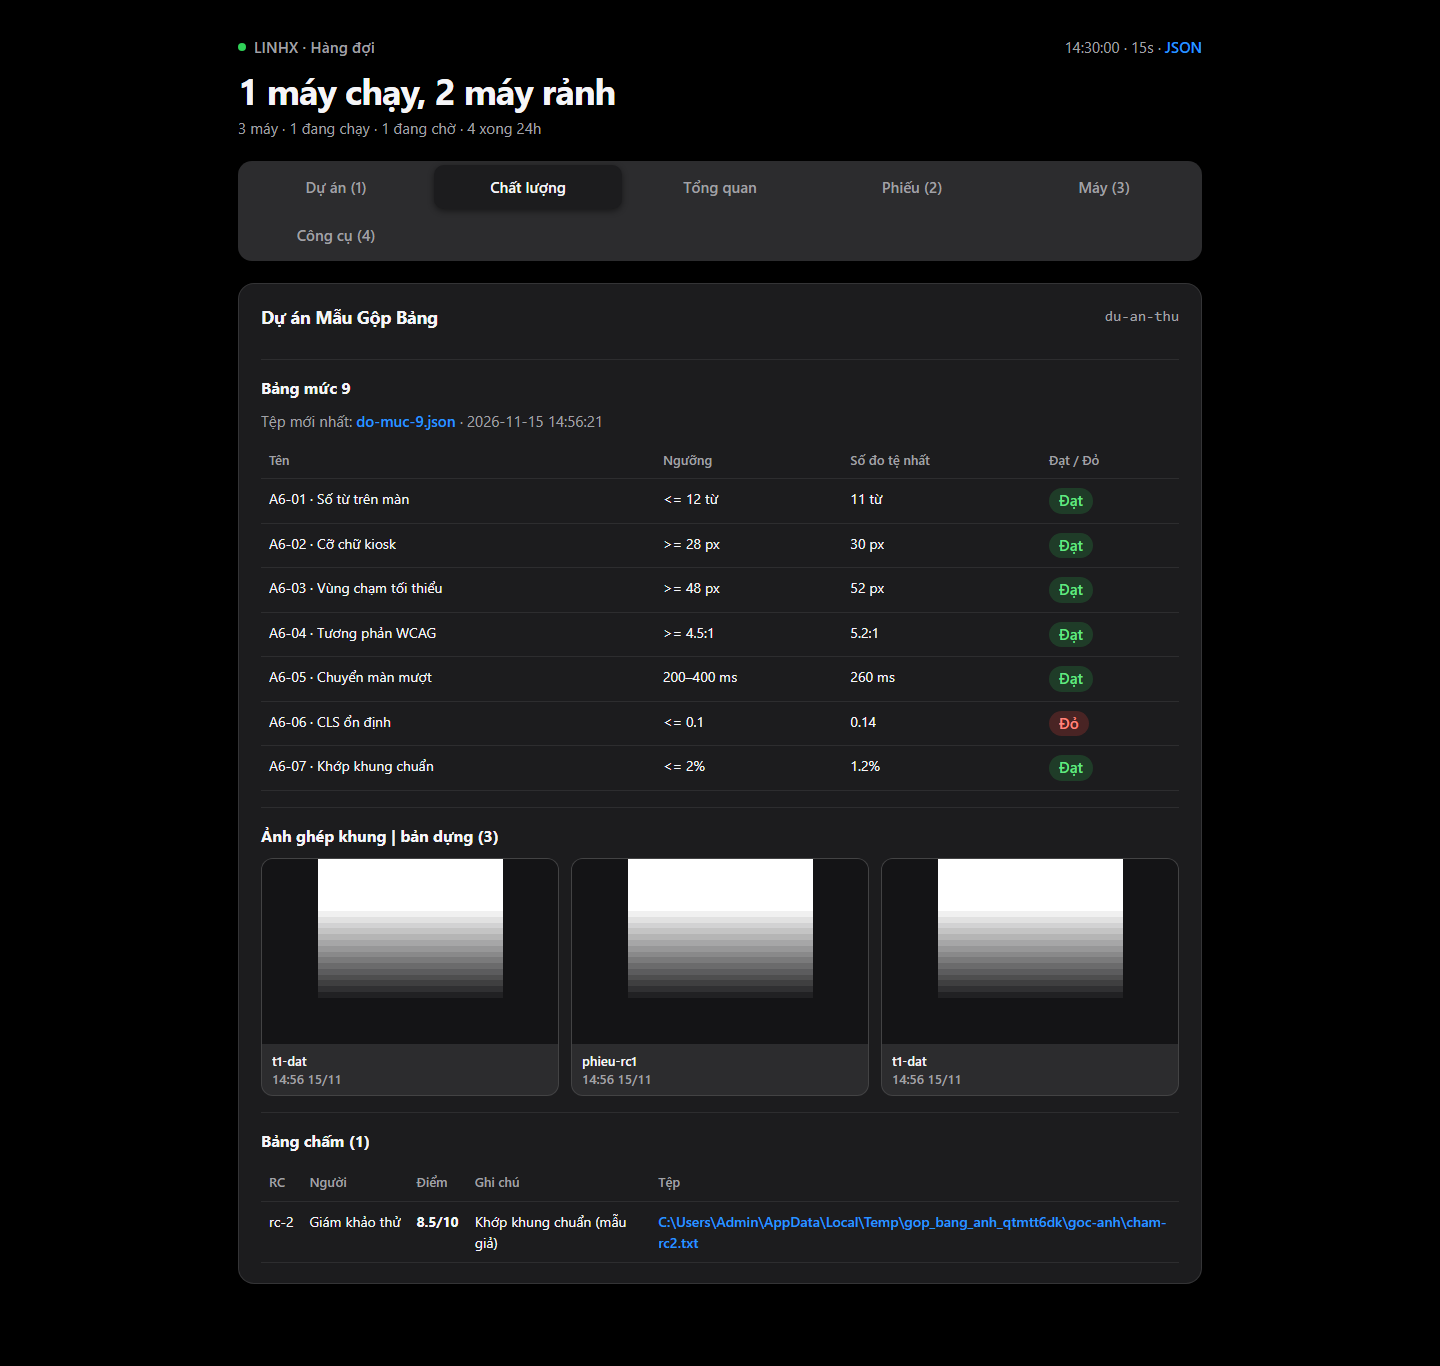 LINHX · Hàng đợi
14:30:00 · 15s · JSON
1 máy chạy, 2 máy rảnh
3 máy · 1 đang chạy · 1 đang chờ · 4 xong 24h
Dự án (1)
Chất lượng
Tổng quan
Phiếu (2)
Máy (3)
Công cụ (4)
Dự án Mẫu Gộp Bảng
du-an-thu
Bảng mức 9
Tệp mới nhất: do-muc-9.json · 2026-11-15 14:56:21
Tên Ngưỡng Số đo tệ nhất Đạt / Đỏ
A6-01 · Số từ trên màn <= 12 từ 11 từ Đạt
A6-02 · Cỡ chữ kiosk >= 28 px 30 px Đạt
A6-03 · Vùng chạm tối thiểu >= 48 px 52 px Đạt
A6-04 · Tương phản WCAG >= 4.5:1 5.2:1 Đạt
A6-05 · Chuyển màn mượt 200–400 ms 260 ms Đạt
A6-06 · CLS ổn định <= 0.1 0.14 Đỏ
A6-07 · Khớp khung chuẩn <= 2% 1.2% Đạt
Ảnh ghép khung | bản dựng (3)
t1-dat
14:56 15/11
phieu-rc1
14:56 15/11
t1-dat
14:56 15/11
Bảng chấm (1)
RC Người Điểm Ghi chú Tệp
rc-2 Giám khảo thử 8.5/10 Khớp khung chuẩn (mẫu C:\Users\Admin\AppData\Local\Temp\gop_bang_anh_qtmtt6dk\goc-anh\cham-
giả) rc2.txt